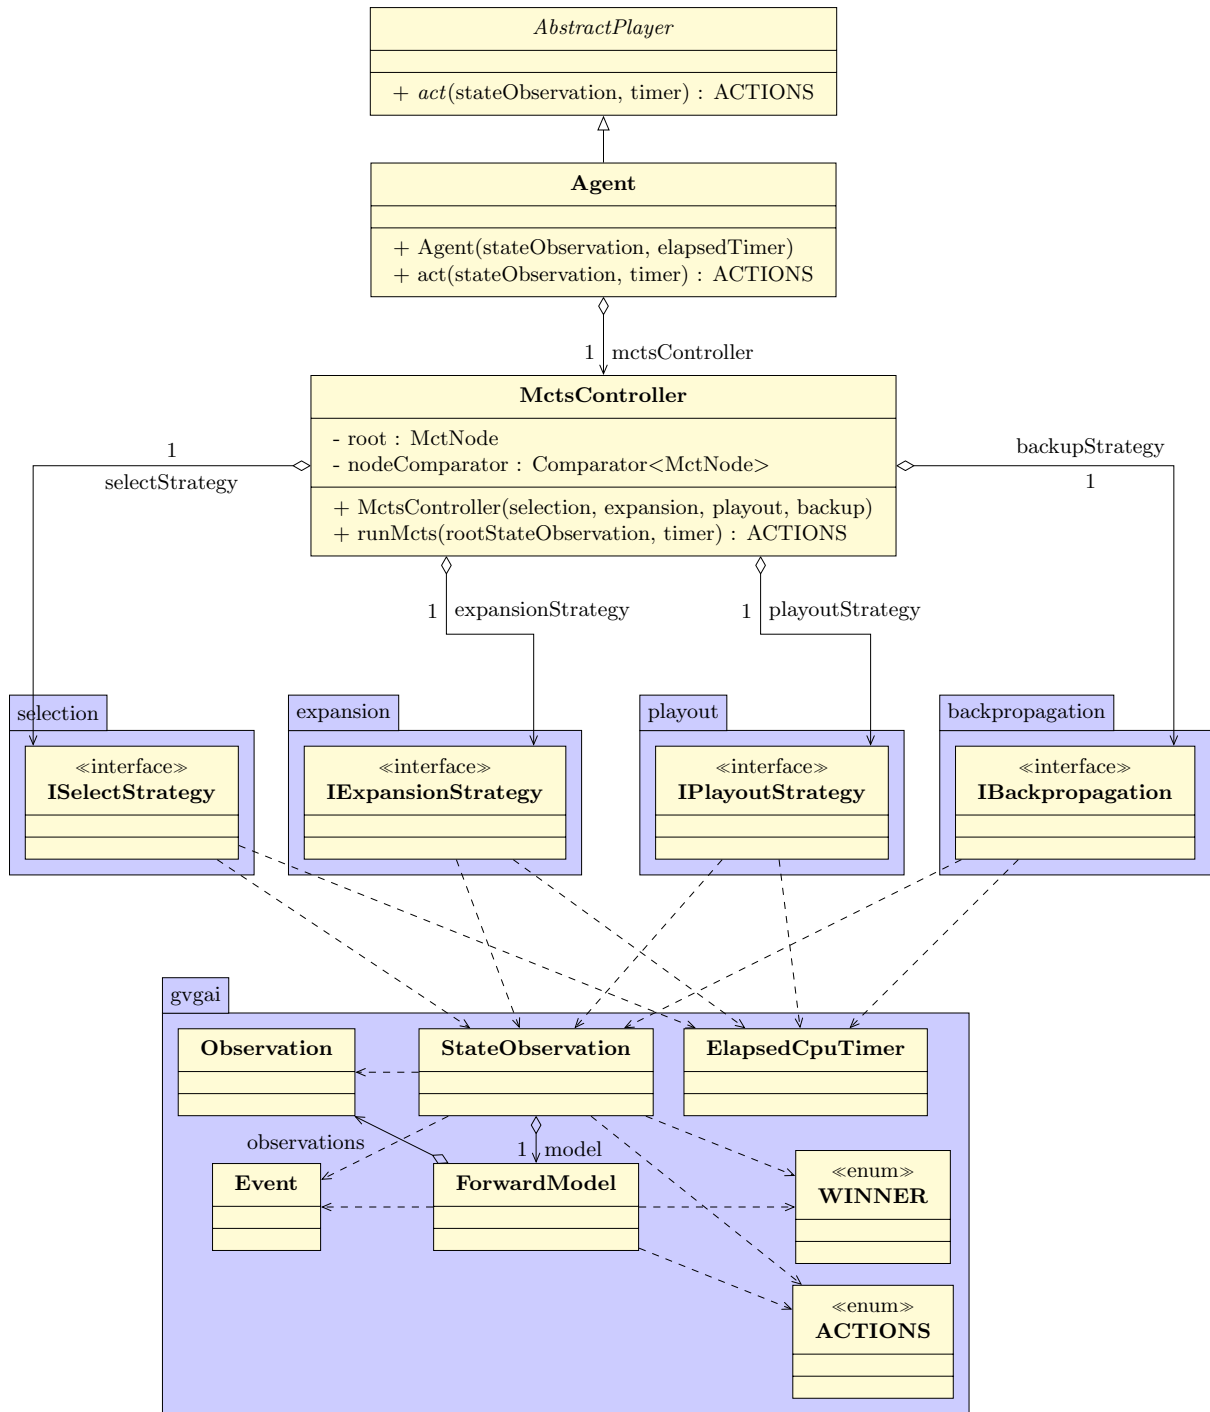 AbstractPlayer
+ act(stateObservation, timer) : ACTIONS
Agent
+ Agent(stateObservation, elapsedTimer)
+ act(stateObservation, timer) : ACTIONS
1 mctsController
MctsController
- root : MctNode
- nodeComparator : Comparator<MctNode>
+ MctsController(selection, expansion, playout, backup)
+ runMcts(rootStateObservation, timer) : ACTIONS
1
selectStrategy
backupStrategy
1
1 expansionStrategy
1 playoutStrategy
selection
«interface»
ISelectStrategy
expansion
«interface»
IExpansionStrategy
playout
«interface»
IPlayoutStrategy
backpropagation
«interface»
IBackpropagation
gvgai
Observation
StateObservation
ElapsedCpuTimer
observations
1 model
Event
ForwardModel
«enum»
WINNER
«enum»
ACTIONS